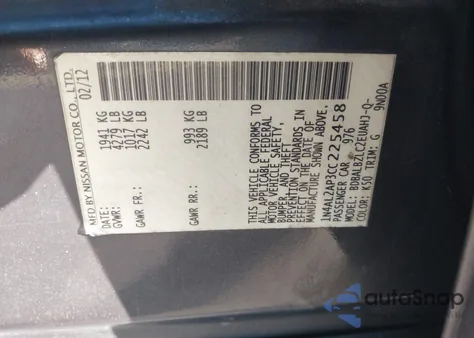 MFD BY NISSAN MOTOR CO., LTD.
DATE: 02/12
GVWR: 1941 KG
4279 LB
GAWR FR.: 1017 KG
2242 LB
GAWR RR.: 993 KG
2189 LB
THIS VEHICLE CONFORMS TO
ALL APPLICABLE FEDERAL
MOTOR VEHICLE SAFETY,
BUMPER, AND THEFT
PREVENTION STANDARDS IN
EFFECT ON THE DATE OF
MANUFACTURE SHOWN ABOVE.
1N4AL2AP3CC225458
PASSENGER CAR 976
MODEL: BDBALBZLC2EUAHJ-Q-
COLOR: K50 TRIM: G 9N00A
autoSnap